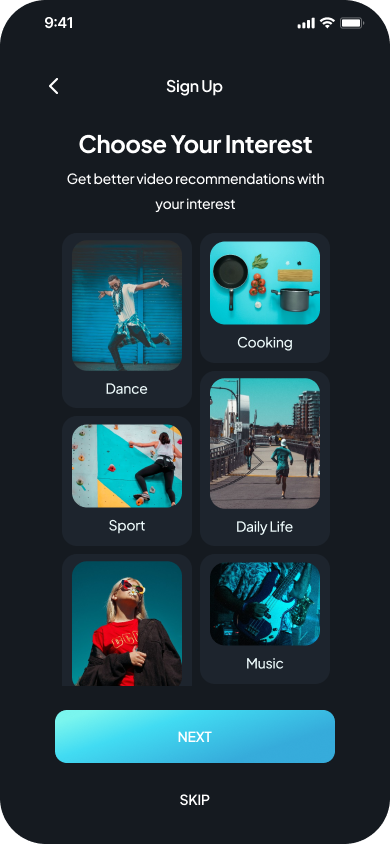 9:41
Sign Up
Choose Your Interest
Get better video recommendations with
your interest
Dance
Cooking
Sport
Daily Life
Music
NEXT
SKIP